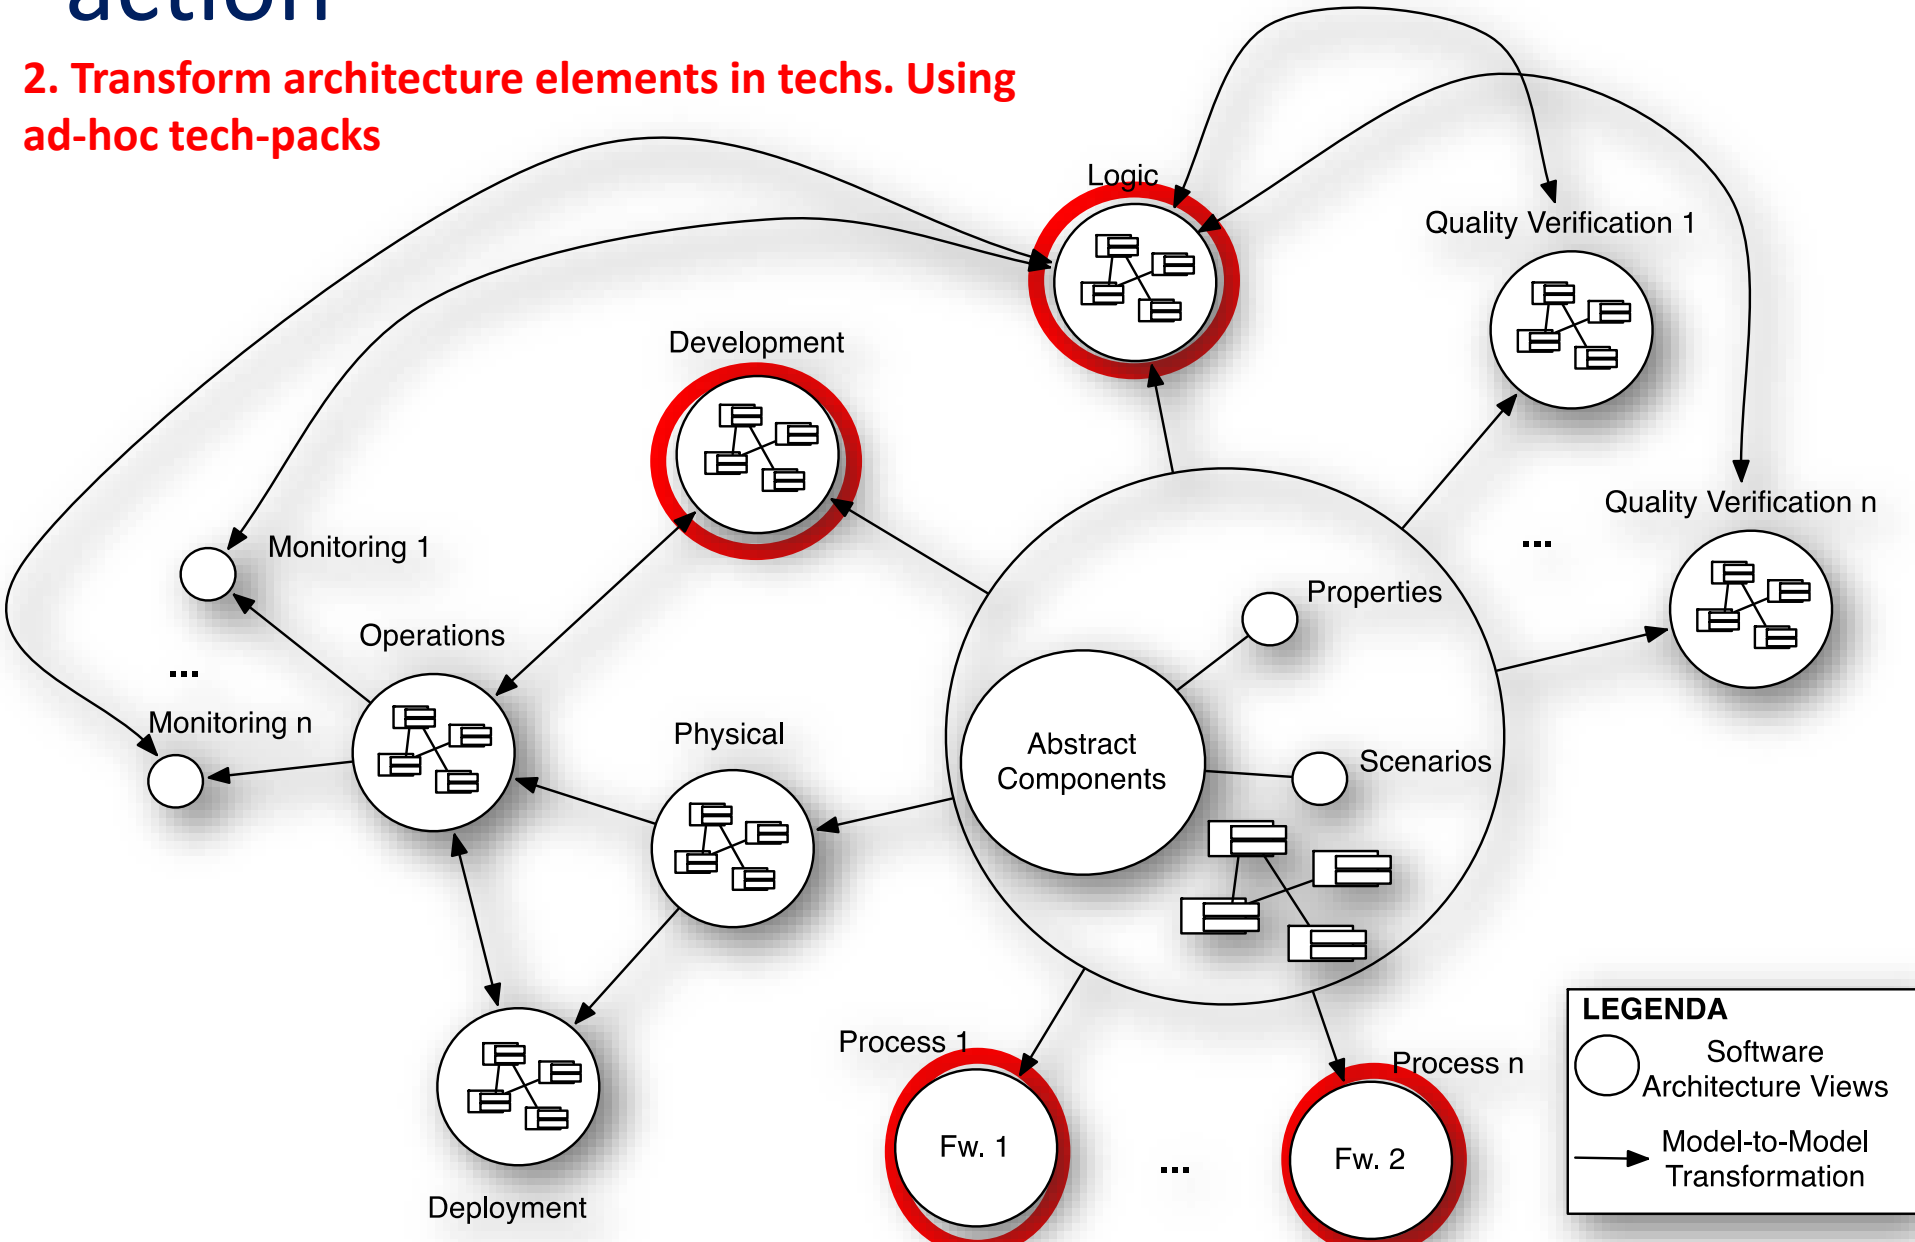 action
2. Transform architecture elements in techs. Using
ad-hoc tech-packs
Logic
Quality Verification 1
Development
Quality Verification n
...
Monitoring 1
Properties
Operations
...
Monitoring n
Physical
Abstract
Components
Scenarios
LEGENDA
Software
Architecture Views
Model-to-Model
Transformation
Process 1
Process n
Fw. 1
...
Fw. 2
Deployment